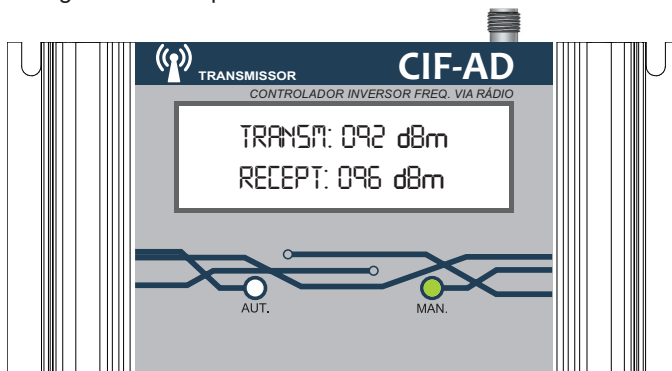 TRANSMISSOR
CIF-AD
CONTROLADOR INVERSOR FREQ. VIA RÁDIO
TRANSM: 092 dBm
RECEPT: 096 dBm
AUT.
MAN.